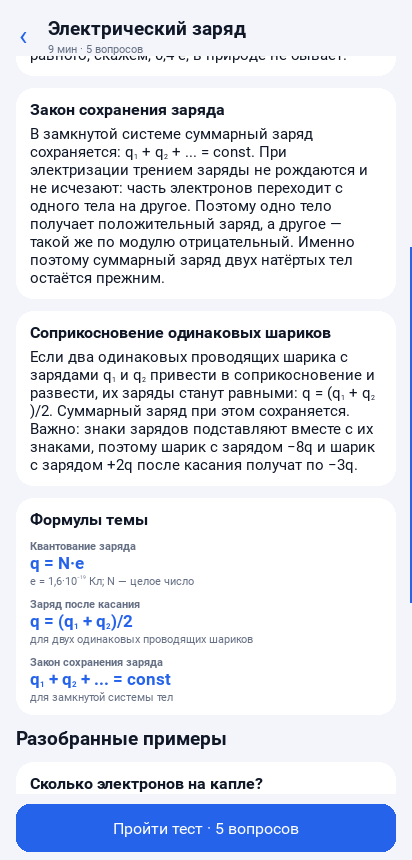 Электрический заряд
9 мин · 5 вопросов
равного, скажем, 6,4 e, в природе не бывает.
Закон сохранения заряда
В замкнутой системе суммарный заряд
сохраняется: q₁ + q₂ + ... = const. При
электризации трением заряды не рождаются и
не исчезают: часть электронов переходит с
одного тела на другое. Поэтому одно тело
получает положительный заряд, а другое —
такой же по модулю отрицательный. Именно
поэтому суммарный заряд двух натёртых тел
остаётся прежним.
Соприкосновение одинаковых шариков
Если два одинаковых проводящих шарика с
зарядами q₁ и q₂ привести в соприкосновение и
развести, их заряды станут равными: q = (q₁ + q₂
)/2. Суммарный заряд при этом сохраняется.
Важно: знаки зарядов подставляют вместе с их
знаками, поэтому шарик с зарядом −8q и шарик
с зарядом +2q после касания получат по −3q.
Формулы темы
Квантование заряда
q = N·e
e = 1,6·10⁻¹⁹ Кл; N — целое число
Заряд после касания
q = (q₁ + q₂)/2
для двух одинаковых проводящих шариков
Закон сохранения заряда
q₁ + q₂ + ... = const
для замкнутой системы тел
Разобранные примеры
Сколько электронов на капле?
Пройти тест · 5 вопросов